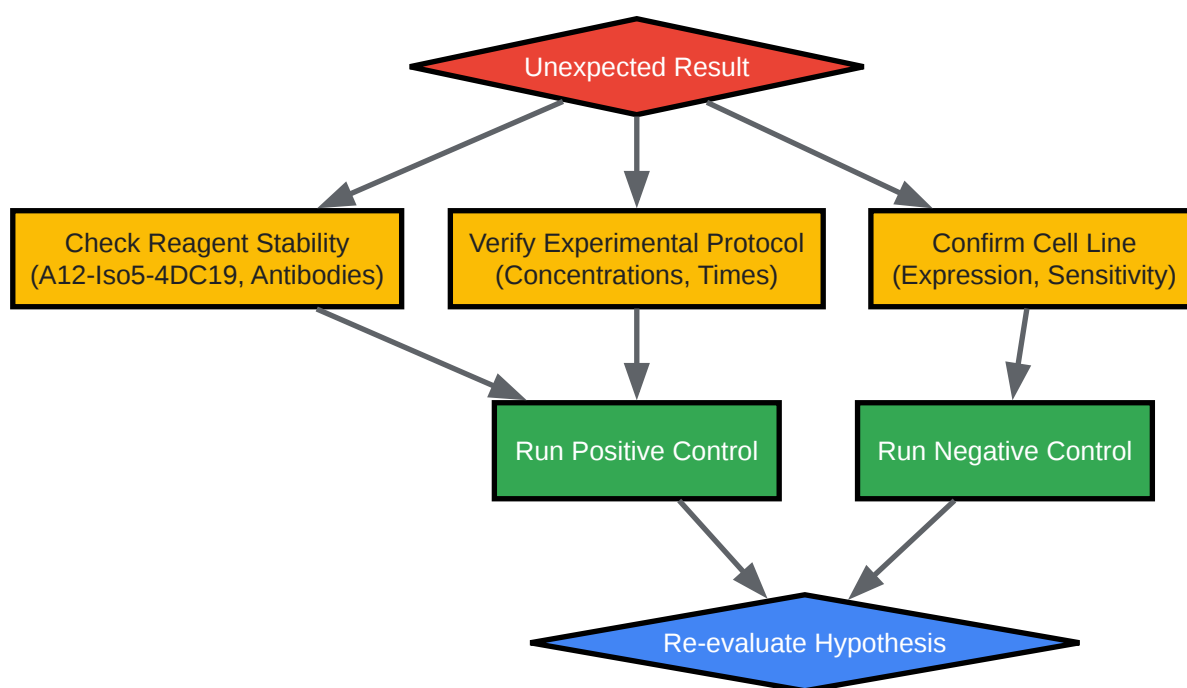 Unexpected Result
Check Reagent Stability
(A12-Iso5-4DC19, Antibodies)
Verify Experimental Protocol
(Concentrations, Times)
Confirm Cell Line
(Expression, Sensitivity)
Run Positive Control
Run Negative Control
Re-evaluate Hypothesis